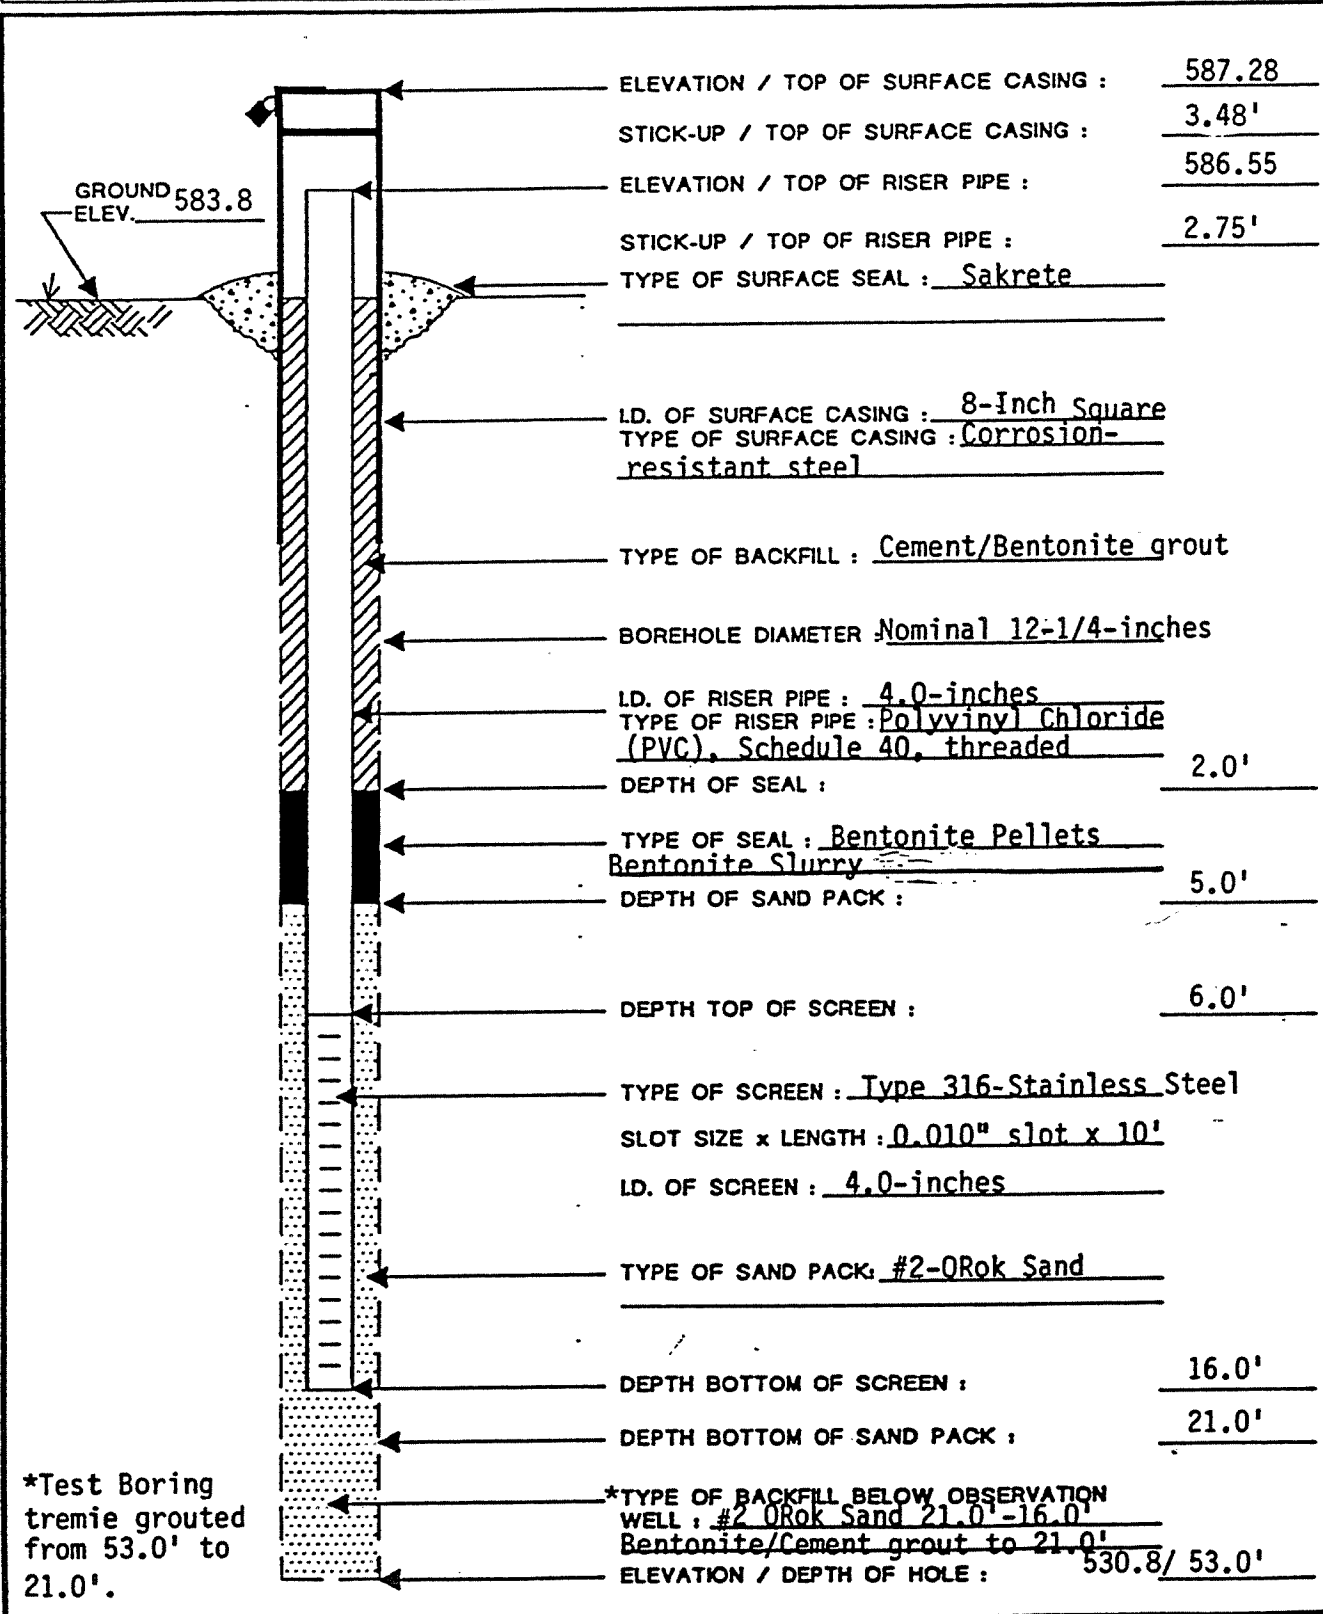 ELEVATION / TOP OF SURFACE CASING : 587.28
STICK-UP / TOP OF SURFACE CASING : 3.48'
ELEVATION / TOP OF RISER PIPE : 586.55
GROUND ELEV. 583.8
STICK-UP / TOP OF RISER PIPE : 2.75'
TYPE OF SURFACE SEAL : Sakrete
I.D. OF SURFACE CASING : 8-Inch Square
TYPE OF SURFACE CASING : Corrosion-
resistant steel
TYPE OF BACKFILL : Cement/Bentonite grout
BOREHOLE DIAMETER : Nominal 12-1/4-inches
I.D. OF RISER PIPE : 4.0-inches
TYPE OF RISER PIPE : Polyvinyl Chloride
(PVC), Schedule 40, threaded
DEPTH OF SEAL : 2.0'
TYPE OF SEAL : Bentonite Pellets
Bentonite Slurry
DEPTH OF SAND PACK : 5.0'
DEPTH TOP OF SCREEN : 6.0'
TYPE OF SCREEN : Type 316-Stainless Steel
SLOT SIZE x LENGTH : 0.010" slot x 10'
I.D. OF SCREEN : 4.0-inches
TYPE OF SAND PACK: #2-QRok Sand
DEPTH BOTTOM OF SCREEN : 16.0'
DEPTH BOTTOM OF SAND PACK : 21.0'
*TYPE OF BACKFILL BELOW OBSERVATION
WELL : #2 QRok Sand 21.0'-16.0'
Bentonite/Cement grout to 21.0'
ELEVATION / DEPTH OF HOLE : 530.8/ 53.0'
*Test Boring
tremie grouted
from 53.0' to
21.0'.